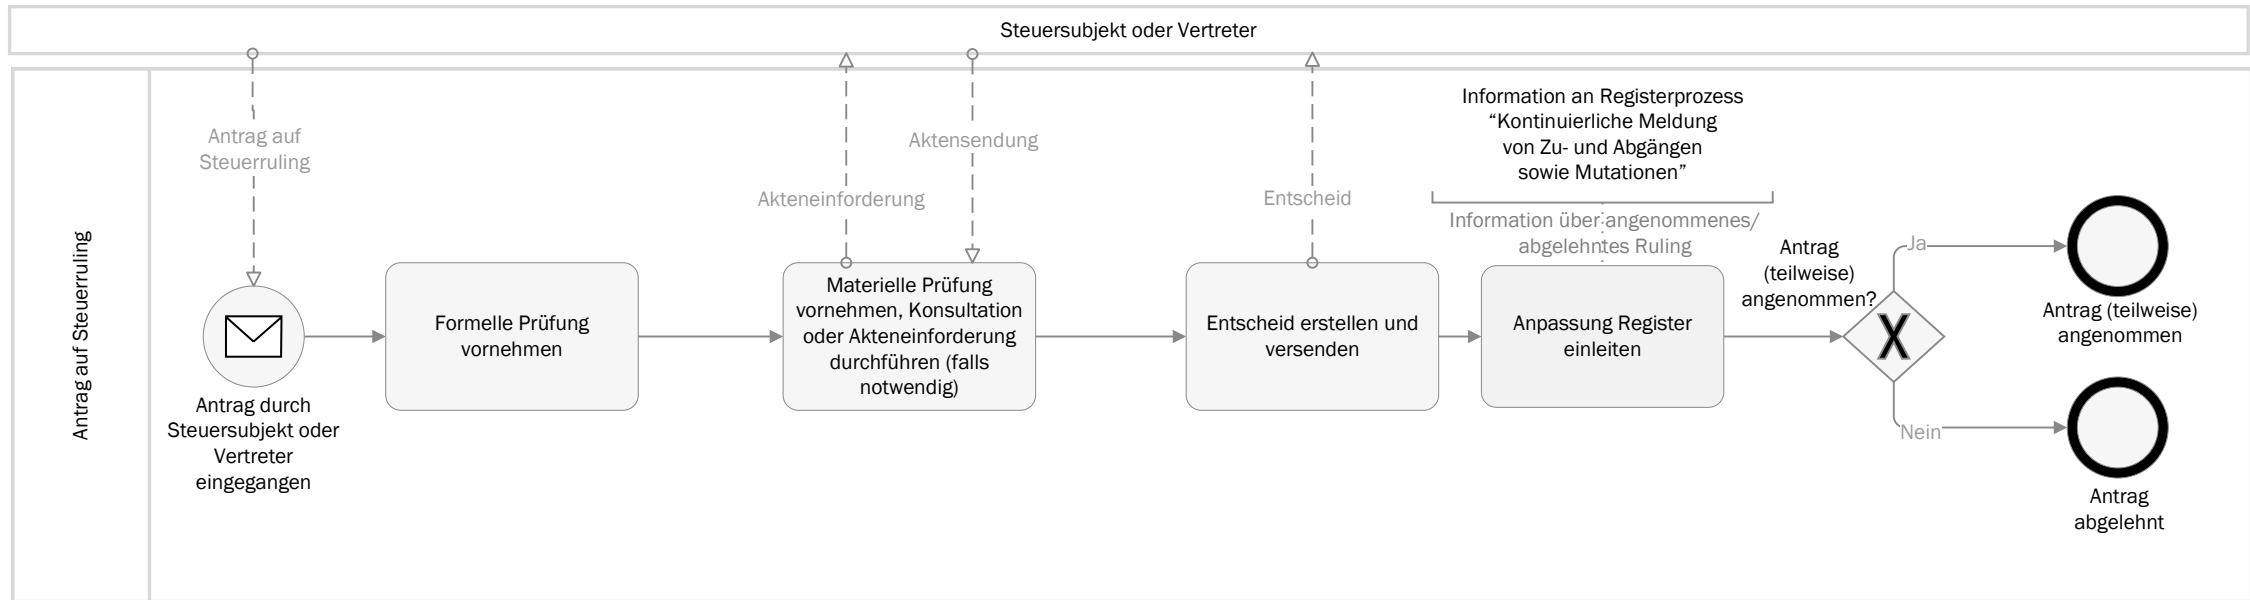 Steuersubjekt oder Vertreter
Antrag auf Steuerruling
Antrag auf
Steuerruling
Antrag durch
Steuersubjekt oder
Vertreter
eingegangen
Formelle Prüfung
vornehmen
Akteneinforderung
Aktensendung
Materielle Prüfung
vornehmen, Konsultation
oder Akteneinforderung
durchführen (falls
notwendig)
Entscheid
Entscheid erstellen und
versenden
Information an Registerprozess
“Kontinuierliche Meldung
von Zu- und Abgängen
sowie Mutationen”
Information über angenommenes/
abgelehntes Ruling
Anpassung Register
einleiten
Antrag
(teilweise)
angenommen?
X
Ja
Antrag (teilweise)
angenommen
Nein
Antrag
abgelehnt